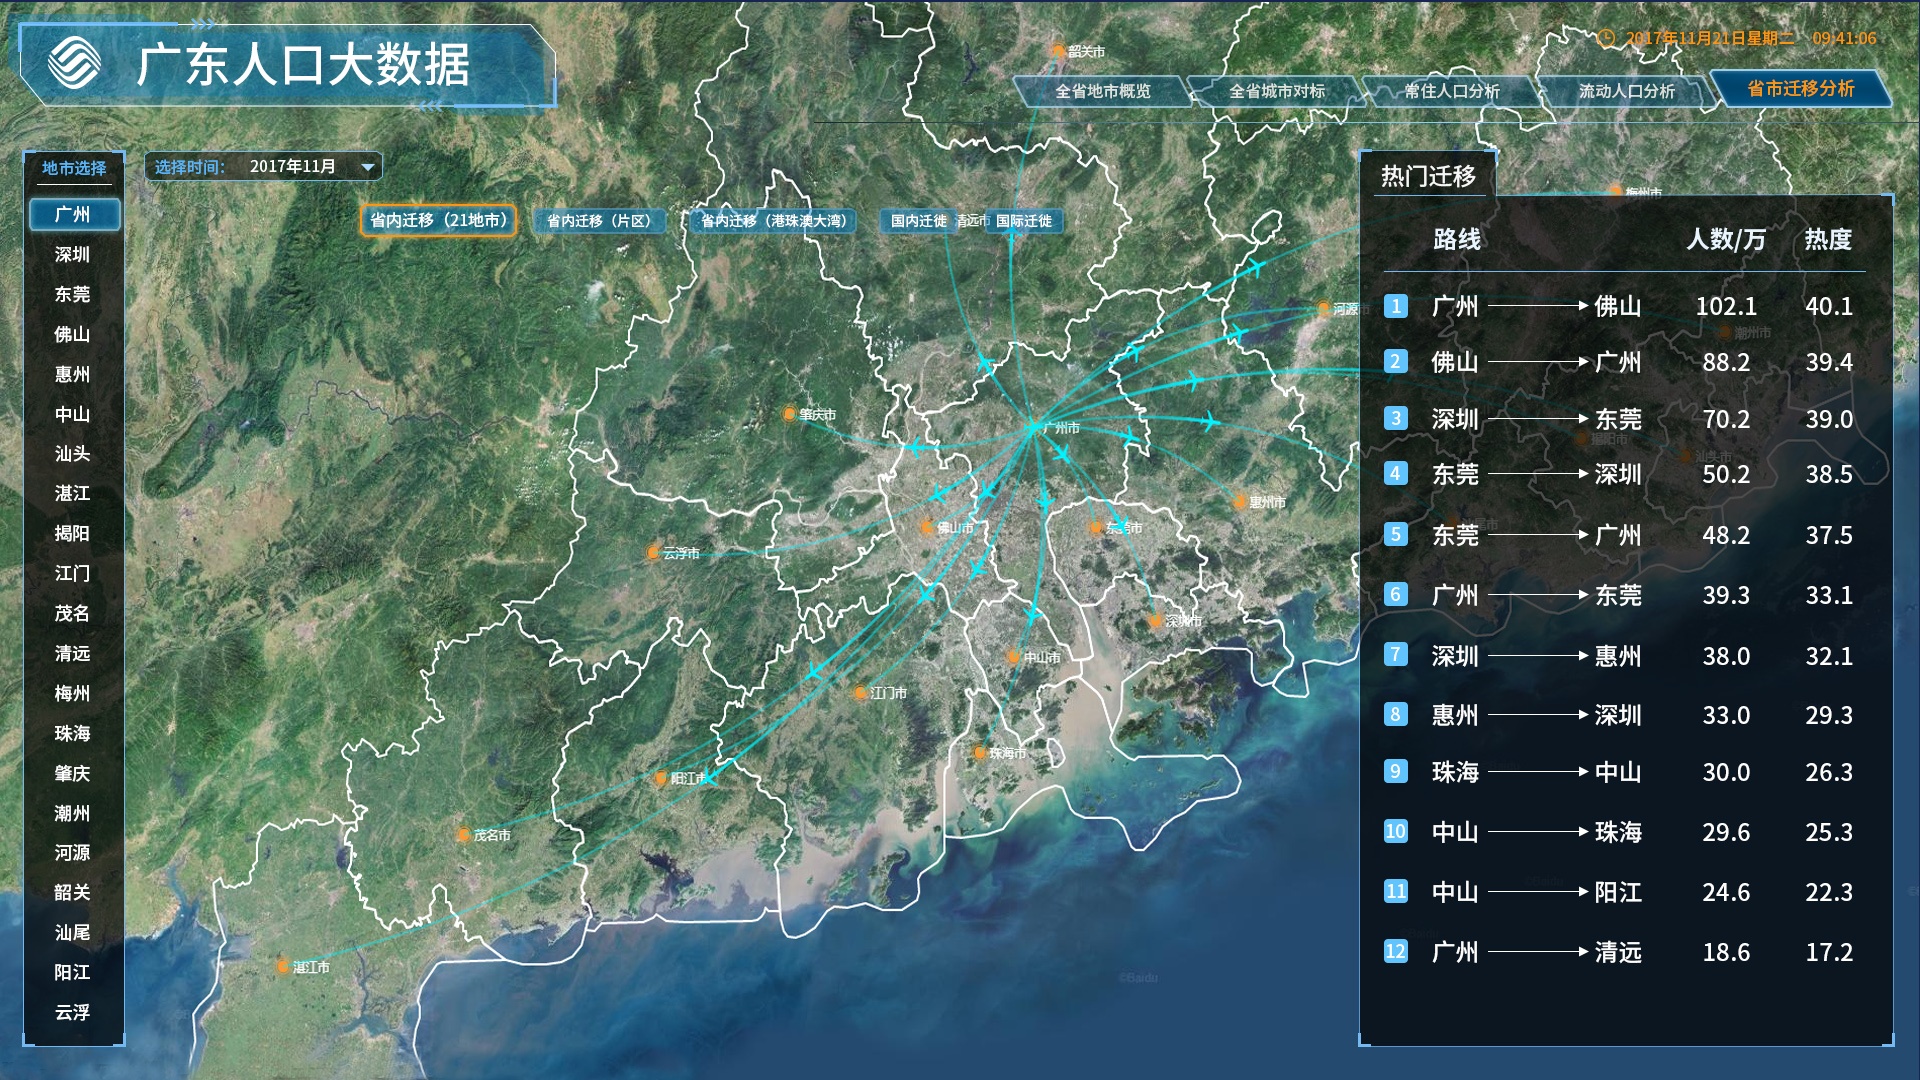 广东人口大数据
2017年11月21日星期二 09:41:06
全省地市概览 全省城市对标 常住人口分析 流动人口分析 省市迁移分析
地市选择
广州
深圳
东莞
佛山
惠州
中山
汕头
湛江
揭阳
江门
茂名
清远
梅州
珠海
肇庆
潮州
河源
韶关
汕尾
阳江
云浮
选择时间: 2017年11月
省内迁移（21地市） 省内迁移（片区） 省内迁移（港珠澳大湾） 国内迁徙 国际迁徙
韶关市
清远市
梅州市
河源
潮州市
肇庆市
广州市
揭阳市
汕头市
惠州市
佛山市
东莞市
云浮市
深圳市
中山市
江门市
珠海市
阳江市
茂名市
湛江市
©Baidu
热门迁移
路线 人数/万 热度
1 广州 佛山 102.1 40.1
2 佛山 广州 88.2 39.4
3 深圳 东莞 70.2 39.0
4 东莞 深圳 50.2 38.5
5 东莞 广州 48.2 37.5
6 广州 东莞 39.3 33.1
7 深圳 惠州 38.0 32.1
8 惠州 深圳 33.0 29.3
9 珠海 中山 30.0 26.3
10 中山 珠海 29.6 25.3
11 中山 阳江 24.6 22.3
12 广州 清远 18.6 17.2